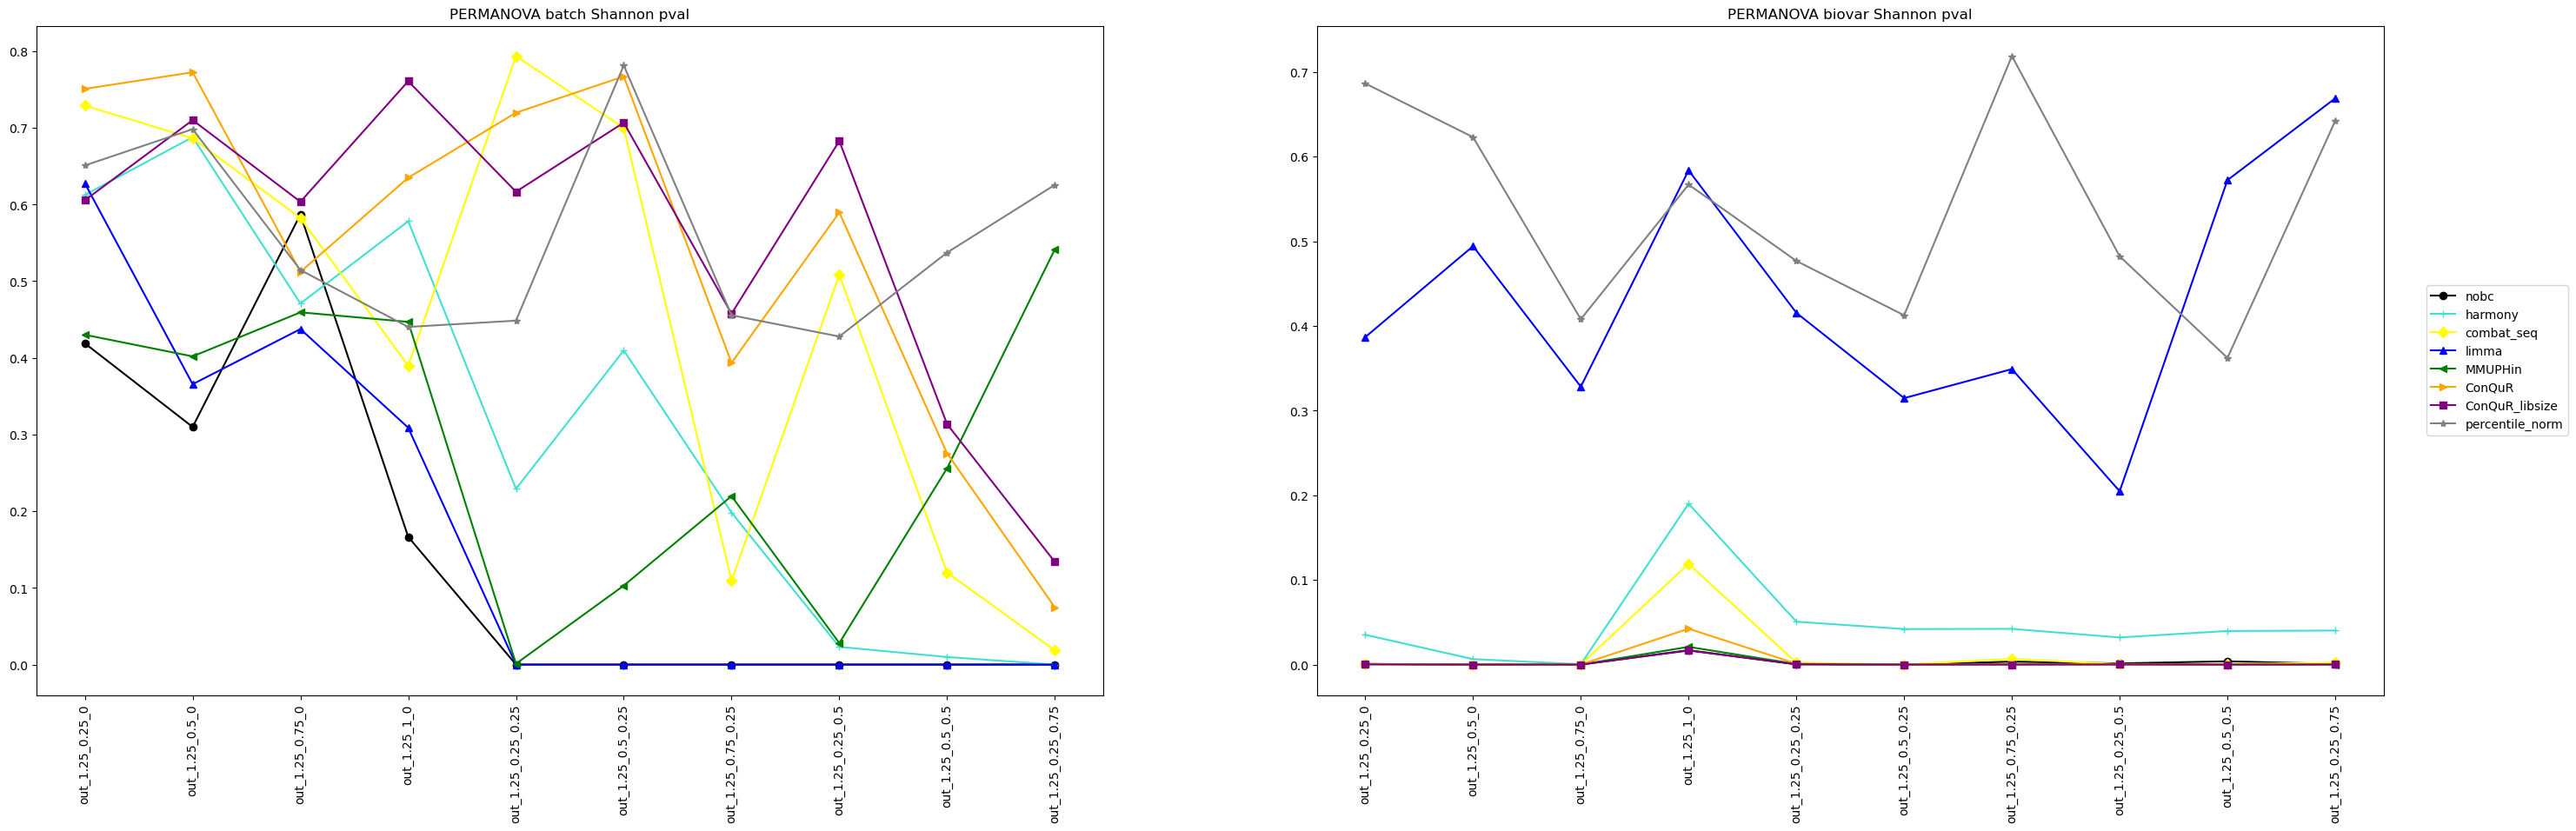 PERMANOVA batch Shannon pval
0.8
0.7
0.6
0.5
0.4
0.3
0.2
0.1
0.0
out_1.25_0.25_0
out_1.25_0.5_0
out_1.25_0.75_0
out_1.25_1_0
out_1.25_0.25_0.25
out_1.25_0.5_0.25
out_1.25_0.75_0.25
out_1.25_0.25_0.5
out_1.25_0.5_0.5
out_1.25_0.25_0.75
PERMANOVA biovar Shannon pval
0.7
0.6
0.5
0.4
0.3
0.2
0.1
0.0
out_1.25_0.25_0
out_1.25_0.5_0
out_1.25_0.75_0
out_1.25_1_0
out_1.25_0.25_0.25
out_1.25_0.5_0.25
out_1.25_0.75_0.25
out_1.25_0.25_0.5
out_1.25_0.5_0.5
out_1.25_0.25_0.75
nobc
harmony
combat_seq
limma
MMUPHin
ConQuR
ConQuR_libsize
percentile_norm